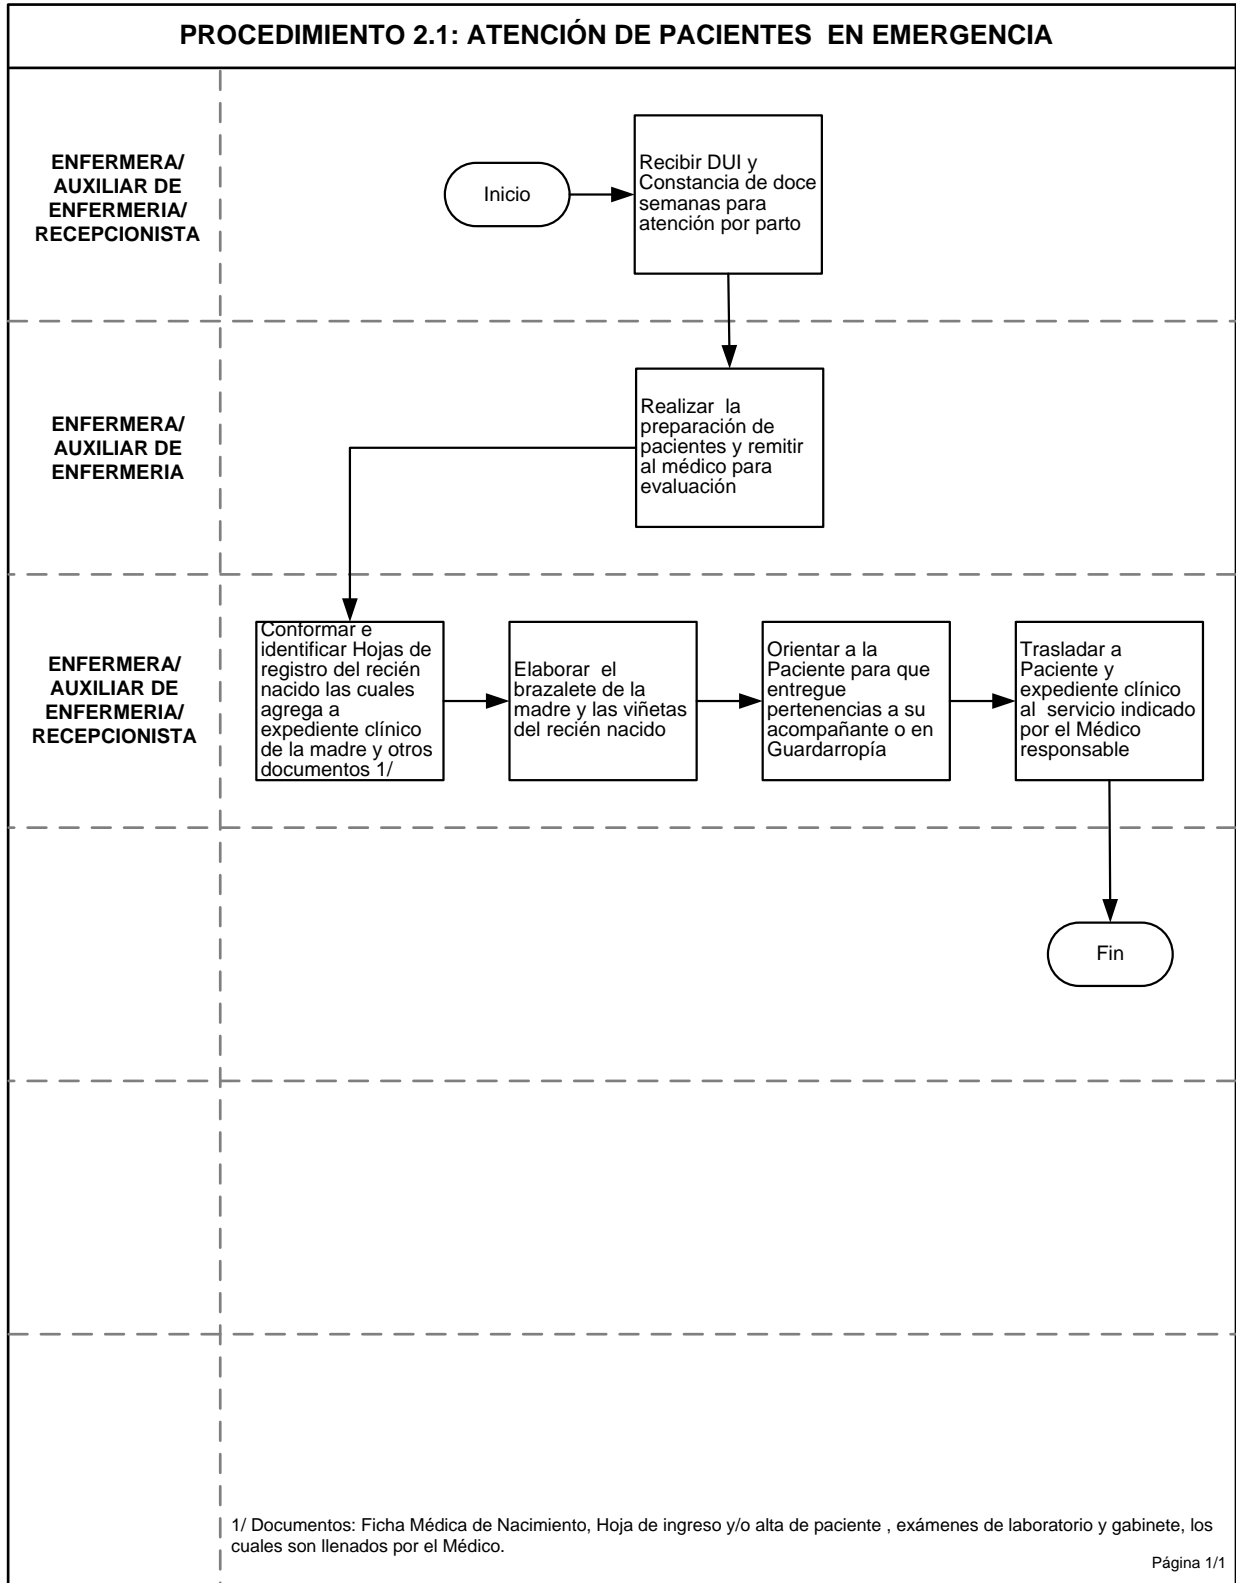 PROCEDIMIENTO 2.1: ATENCIÓN DE PACIENTES  EN EMERGENCIA
ENFERMERA/
AUXILIAR DE
ENFERMERIA/
RECEPCIONISTA
Inicio
Recibir DUI y
Constancia de doce
semanas para
atención por parto
ENFERMERA/
AUXILIAR DE
ENFERMERIA
Realizar  la
preparación de
pacientes y remitir
al médico para
evaluación
ENFERMERA/
AUXILIAR DE
ENFERMERIA/
RECEPCIONISTA
Conformar e
identificar Hojas de
registro del recién
nacido las cuales
agrega a
expediente clínico
de la madre y otros
documentos 1/
Elaborar  el
brazalete de la
madre y las viñetas
del recién nacido
Orientar a la
Paciente para que
entregue
pertenencias a su
acompañante o en
Guardarropía
Trasladar a
Paciente y
expediente clínico
al  servicio indicado
por el Médico
responsable
Fin
1/ Documentos: Ficha Médica de Nacimiento, Hoja de ingreso y/o alta de paciente , exámenes de laboratorio y gabinete, los
cuales son llenados por el Médico.
Página 1/1